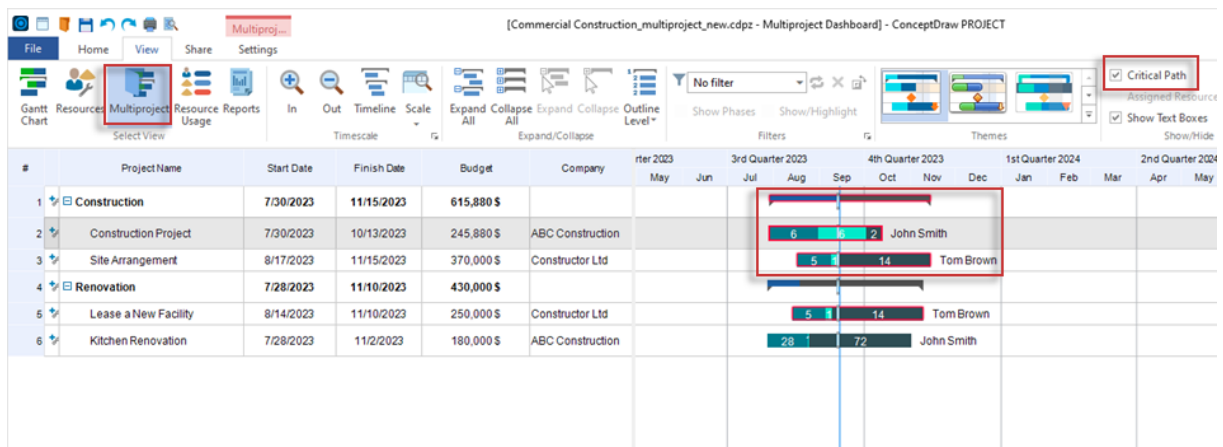 [Commercial Construction_multiproject_new.cdpz - Multiproject Dashboard] - ConceptDraw PROJECT
Multiproj...
File Home View Share Settings
Gantt Chart Resources Multiproject Resource Usage Reports
Select View
In Out Timeline Scale
Timescale
Expand All Collapse All Expand Collapse Outline Level
Expand/Collapse
No filter
Show Phases Show/Highlight
Filters
Themes
Critical Path
Assigned Resource
Show Text Boxes
Show/Hide
# Project Name Start Date Finish Date Budget Company
rter 2023 3rd Quarter 2023 4th Quarter 2023 1st Quarter 2024 2nd Quarter 2024
May Jun Jul Aug Sep Oct Nov Dec Jan Feb Mar Apr May
1 Construction 7/30/2023 11/15/2023 615,880 $
2 Construction Project 7/30/2023 10/13/2023 245,880 $ ABC Construction 6 6 2 John Smith
3 Site Arrangement 8/17/2023 11/15/2023 370,000 $ Constructor Ltd 5 1 14 Tom Brown
4 Renovation 7/28/2023 11/10/2023 430,000 $
5 Lease a New Facility 8/14/2023 11/10/2023 250,000 $ Constructor Ltd 5 1 14 Tom Brown
6 Kitchen Renovation 7/28/2023 11/2/2023 180,000 $ ABC Construction 28 72 John Smith